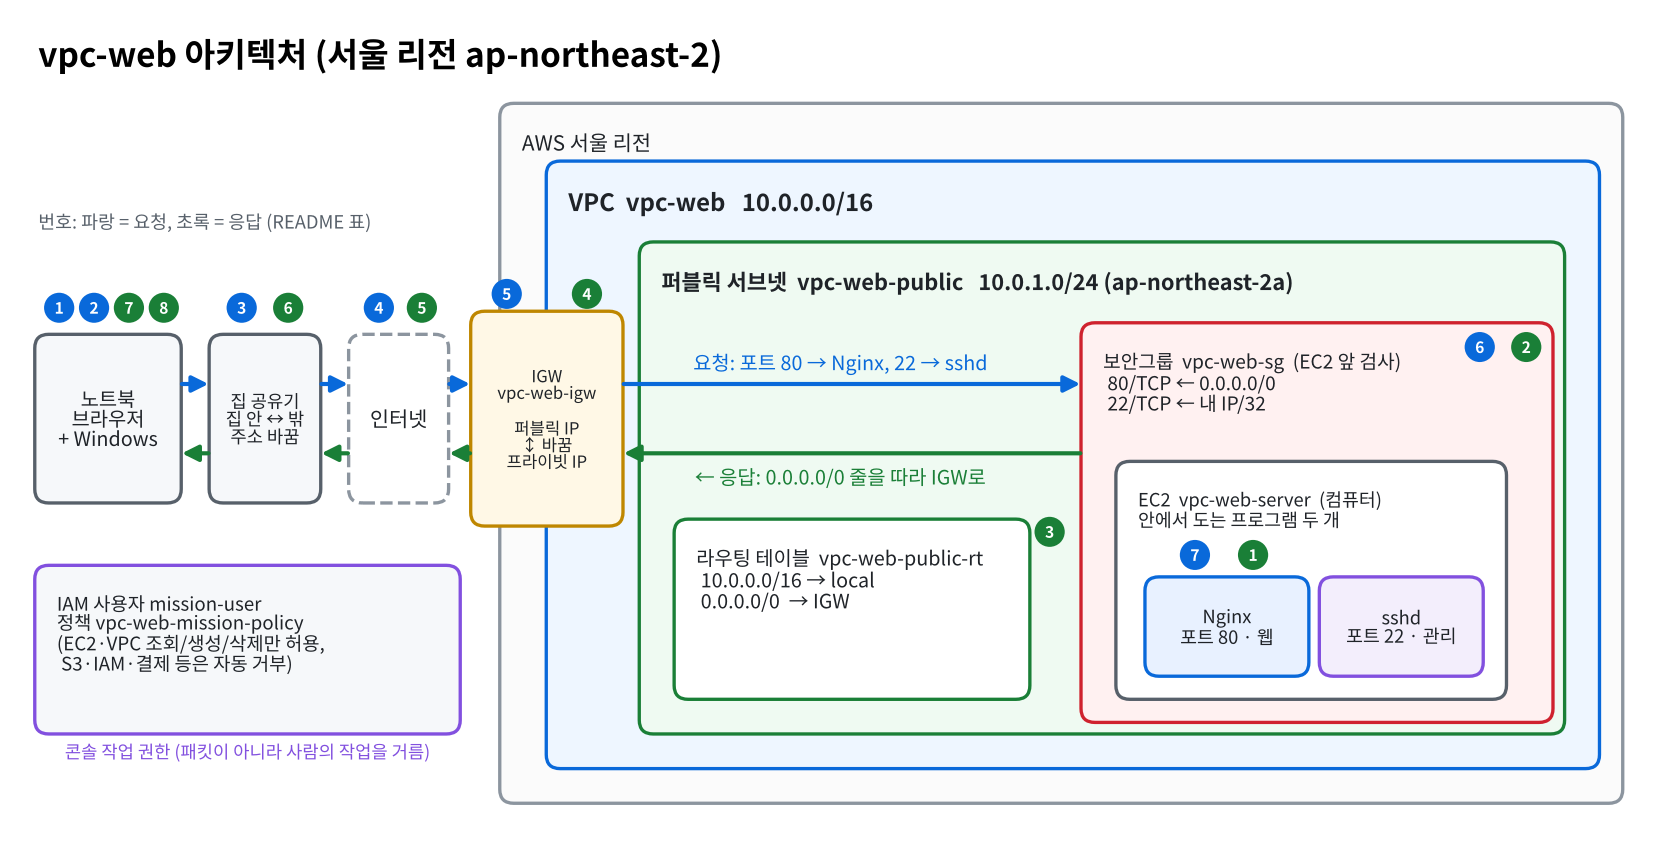 vpc-web 아키텍처 (서울 리전 ap-northeast-2)
AWS 서울 리전
VPC vpc-web 10.0.0.0/16
번호: 파랑 = 요청, 초록 = 응답 (README 표)
퍼블릭 서브넷 vpc-web-public 10.0.1.0/24 (ap-northeast-2a)
1 2 7 8
3 6
4 5
5 4
노트북
브라우저
+ Windows
집 공유기
집 안 ↔ 밖
주소 바꿈
인터넷
IGW
vpc-web-igw
퍼블릭 IP
↕ 바꿈
프라이빗 IP
요청: 포트 80 → Nginx, 22 → sshd
← 응답: 0.0.0.0/0 줄을 따라 IGW로
6 2
보안그룹 vpc-web-sg (EC2 앞 검사)
80/TCP ← 0.0.0.0/0
22/TCP ← 내 IP/32
3
라우팅 테이블 vpc-web-public-rt
10.0.0.0/16 → local
0.0.0.0/0 → IGW
EC2 vpc-web-server (컴퓨터)
안에서 도는 프로그램 두 개
7 1
Nginx
포트 80 · 웹
sshd
포트 22 · 관리
IAM 사용자 mission-user
정책 vpc-web-mission-policy
(EC2·VPC 조회/생성/삭제만 허용,
S3·IAM·결제 등은 자동 거부)
콘솔 작업 권한 (패킷이 아니라 사람의 작업을 거름)